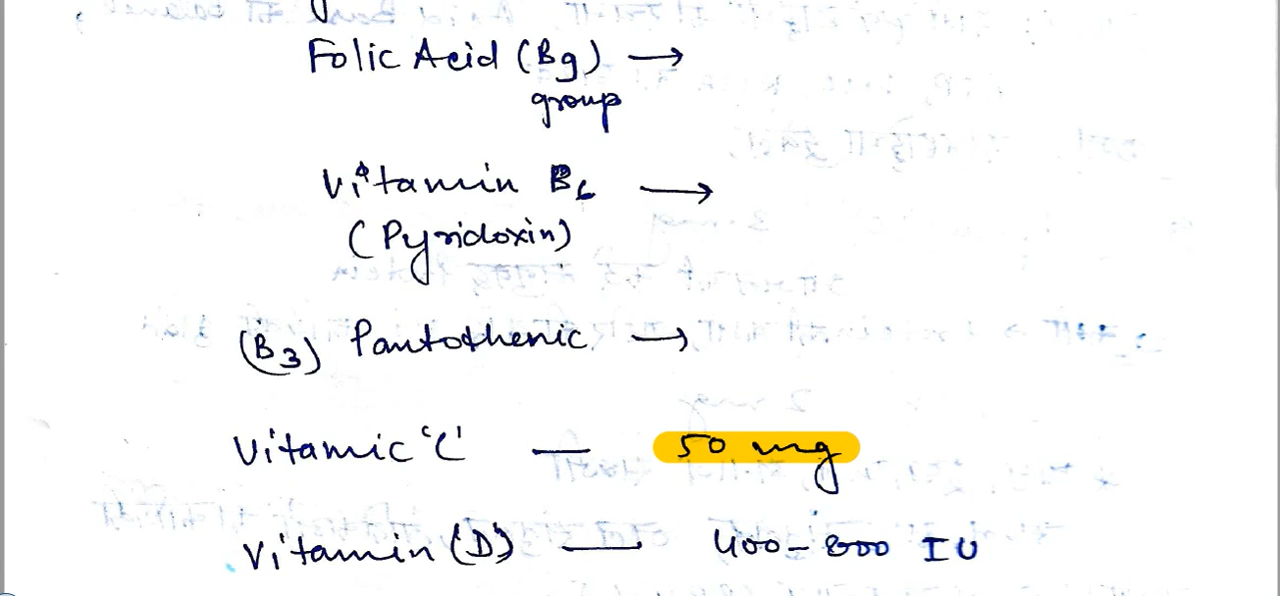 Folic Acid (B9) →
group
Vitamin B6 →
(Pyridoxin)
(B3) Pantothenic →
Vitamic 'C' — 50 mg
Vitamin (D) — 400-800 IU